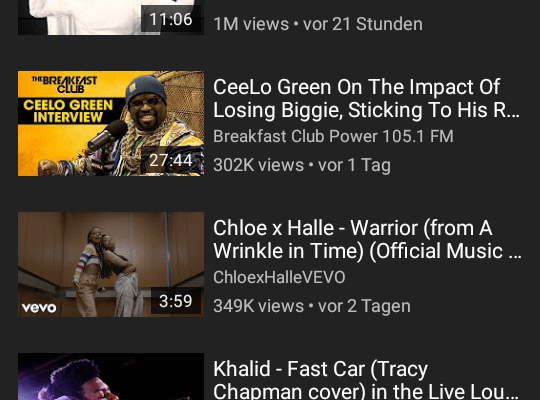 11:06
1M views • vor 21 Stunden
THE BREAKFAST
CLUB
CEELO GREEN
INTERVIEW
27:44
CeeLo Green On The Impact Of
Losing Biggie, Sticking To His R...
Breakfast Club Power 105.1 FM
302K views • vor 1 Tag
vevo
3:59
Chloe x Halle - Warrior (from A
Wrinkle in Time) (Official Music ...
ChloexHalleVEVO
349K views • vor 2 Tagen
Khalid - Fast Car (Tracy
Chapman cover) in the Live Lou...